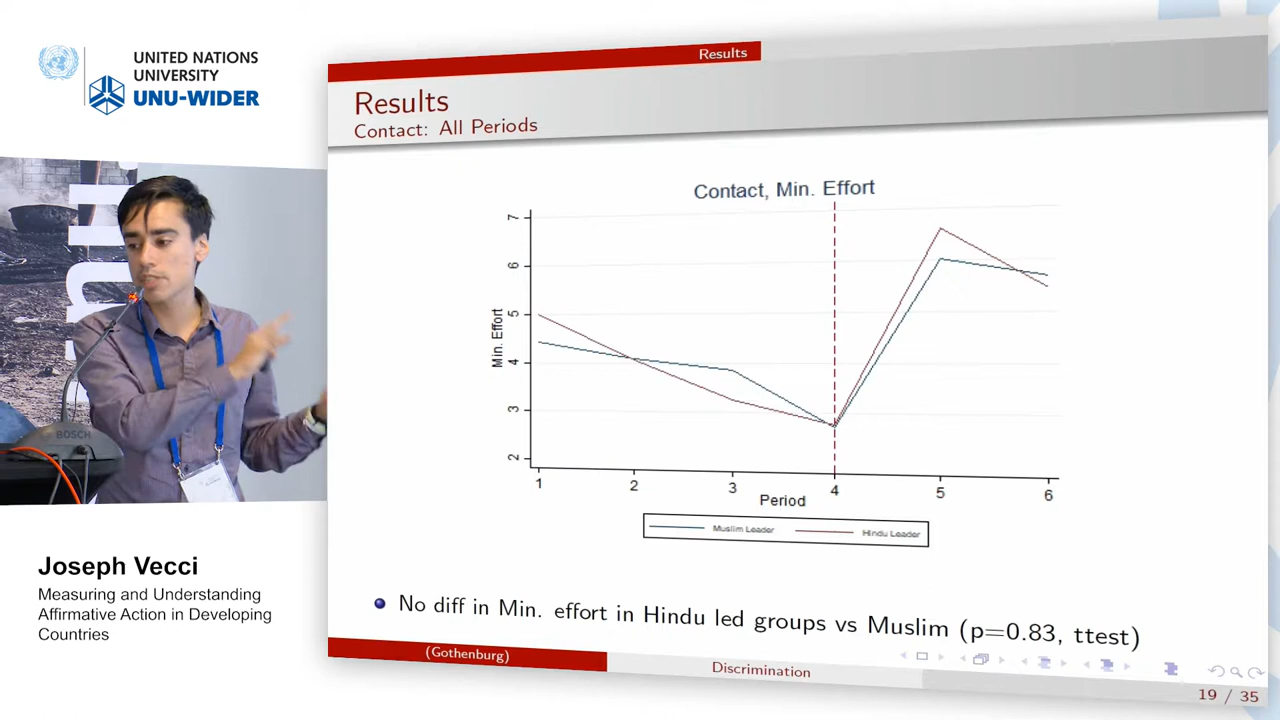 UNITED NATIONS
UNIVERSITY
UNU-WIDER
Results
Results
Contact: All Periods
Contact, Min. Effort
Min. Effort
7
6
5
4
3
2
1
2
3
4
5
6
Period
Muslim Leader
Hindu Leader
No diff in Min. effort in Hindu led groups vs Muslim (p=0.83, ttest)
(Gothenburg)
Discrimination
19 / 35
BOSCH
Joseph Vecci
Measuring and Understanding
Affirmative Action in Developing
Countries